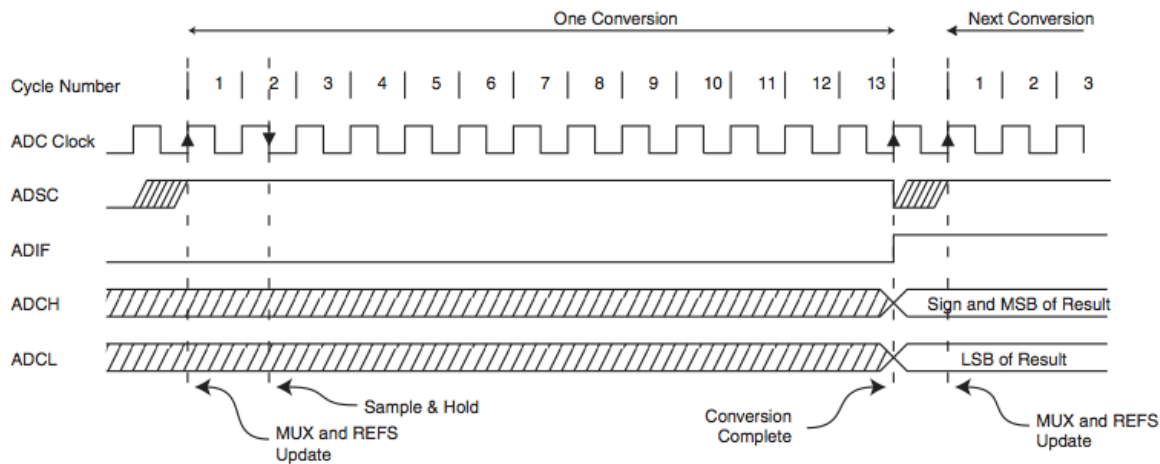 One Conversion
Next Conversion
Cycle Number 1 2 3 4 5 6 7 8 9 10 11 12 13 1 2 3
ADC Clock
ADSC
ADIF
ADCH Sign and MSB of Result
ADCL LSB of Result
Sample & Hold
MUX and REFS
Update
Conversion
Complete
MUX and REFS
Update